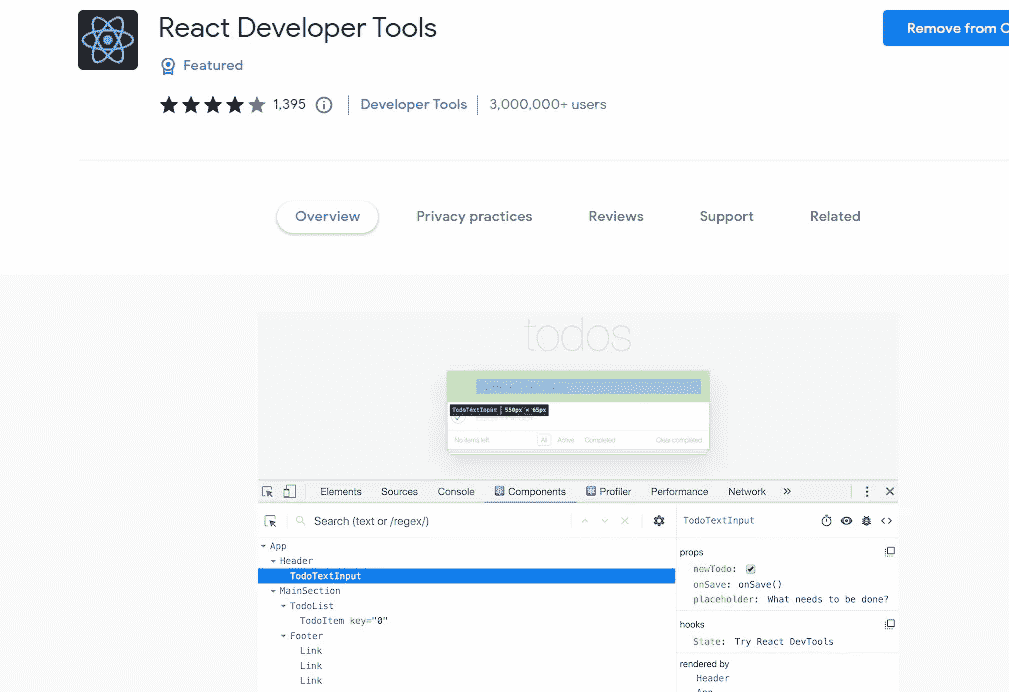 React Developer Tools
Remove from C
Featured
1,395
Developer Tools
3,000,000+ users
Overview
Privacy practices
Reviews
Support
Related
todos
TodoTextInput | 550px × 65px
No items left
All
Active
Completed
Clear completed
Elements
Sources
Console
Components
Profiler
Performance
Network
»
Search (text or /regex/)
TodoTextInput
App
Header
TodoTextInput
MainSection
TodoList
TodoItem key="0"
Footer
Link
Link
Link
props
newTodo:
onSave: onSave()
placeholder: What needs to be done?
hooks
State: Try React DevTools
rendered by
Header